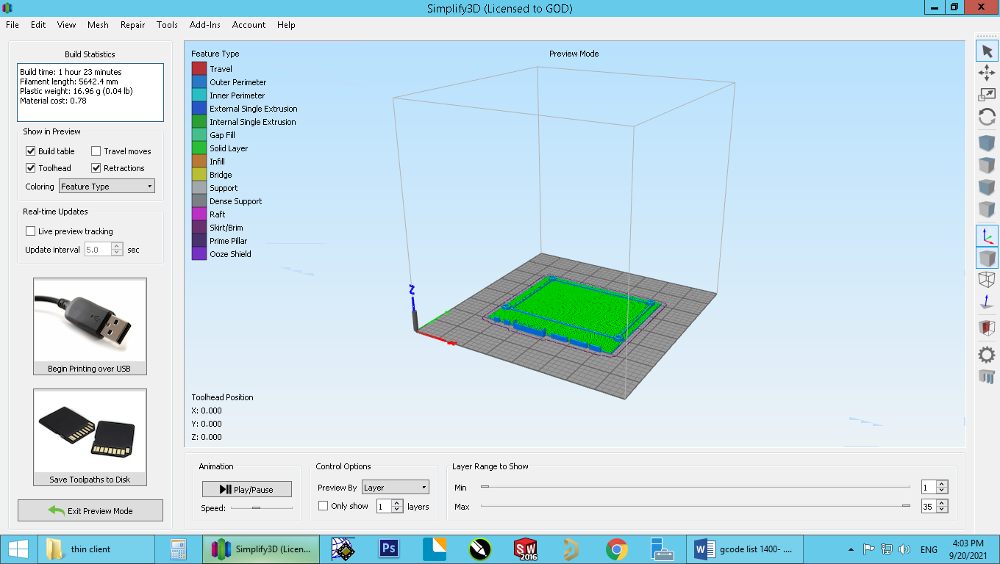 Simplify3D (Licensed to GOD)
File Edit View Mesh Repair Tools Add-Ins Account Help
Build Statistics
Build time: 1 hour 23 minutes
Filament length: 5642.4 mm
Plastic weight: 16.96 g (0.04 lb)
Material cost: 0.78
Show in Preview
Build table
Travel moves
Toolhead
Retractions
Coloring Feature Type
Real-time Updates
Live preview tracking
Update interval 5.0 sec
Begin Printing over USB
Save Toolpaths to Disk
Exit Preview Mode
Feature Type
Travel
Outer Perimeter
Inner Perimeter
External Single Extrusion
Internal Single Extrusion
Gap Fill
Solid Layer
Infill
Bridge
Support
Dense Support
Raft
Skirt/Brim
Prime Pillar
Ooze Shield
Preview Mode
Z
Toolhead Position
X: 0.000
Y: 0.000
Z: 0.000
Animation
Play/Pause
Speed:
Control Options
Preview By Layer
Only show 1 layers
Layer Range to Show
Min 1
Max 35
thin client
Simplify3D (Licen...
Ps
SW
2016
gcode list 1400- ....
ENG
4:03 PM
9/20/2021